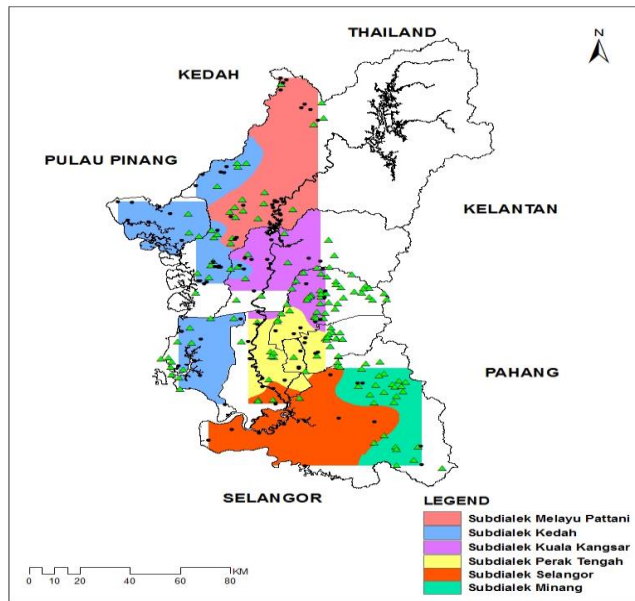 THAILAND
N
KEDAH
PULAU PINANG
KELANTAN
PAHANG
SELANGOR
LEGEND
Subdialek Melayu Pattani
Subdialek Kedah
Subdialek Kuala Kangsar
Subdialek Perak Tengah
Subdialek Selangor
Subdialek Minang
0 5 10 20 40 60 80
KM